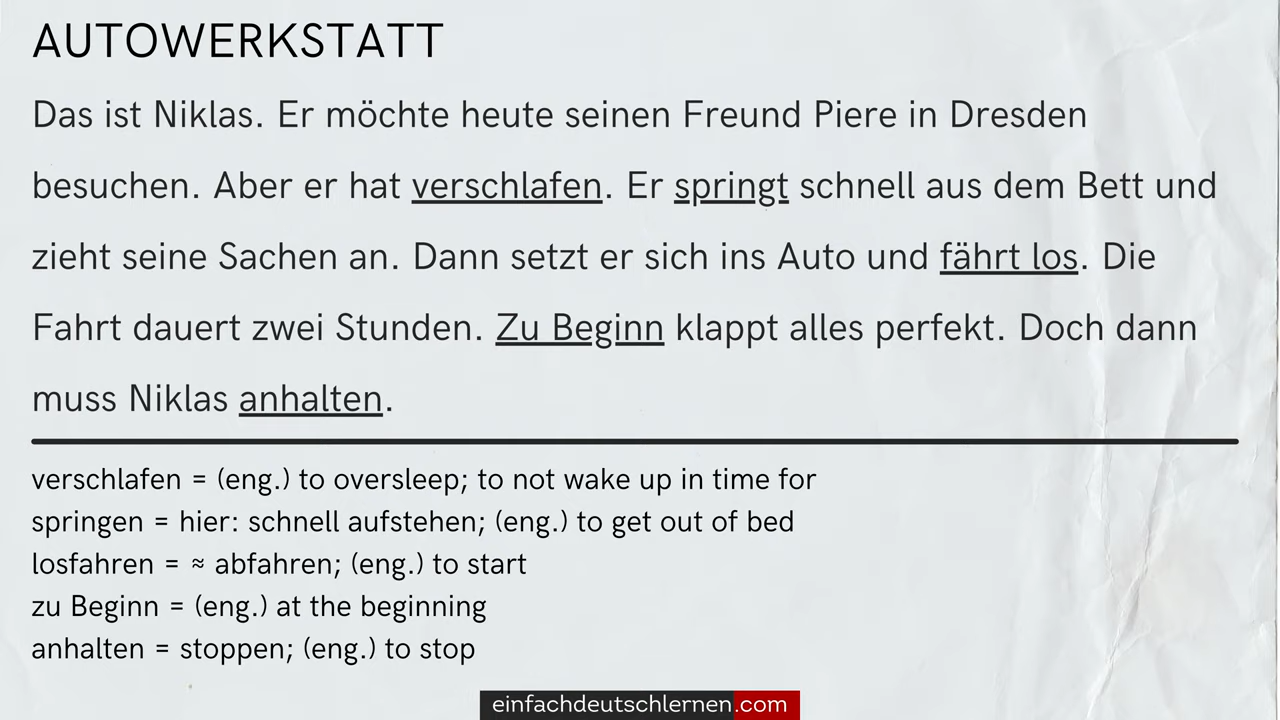 AUTOWERKSTATT
Das ist Niklas. Er möchte heute seinen Freund Piere in Dresden
besuchen. Aber er hat verschlafen. Er springt schnell aus dem Bett und
zieht seine Sachen an. Dann setzt er sich ins Auto und fährt los. Die
Fahrt dauert zwei Stunden. Zu Beginn klappt alles perfekt. Doch dann
muss Niklas anhalten.
verschlafen = (eng.) to oversleep; to not wake up in time for
springen = hier: schnell aufstehen; (eng.) to get out of bed
losfahren = ≈ abfahren; (eng.) to start
zu Beginn = (eng.) at the beginning
anhalten = stoppen; (eng.) to stop
einfachdeutschlernen.com